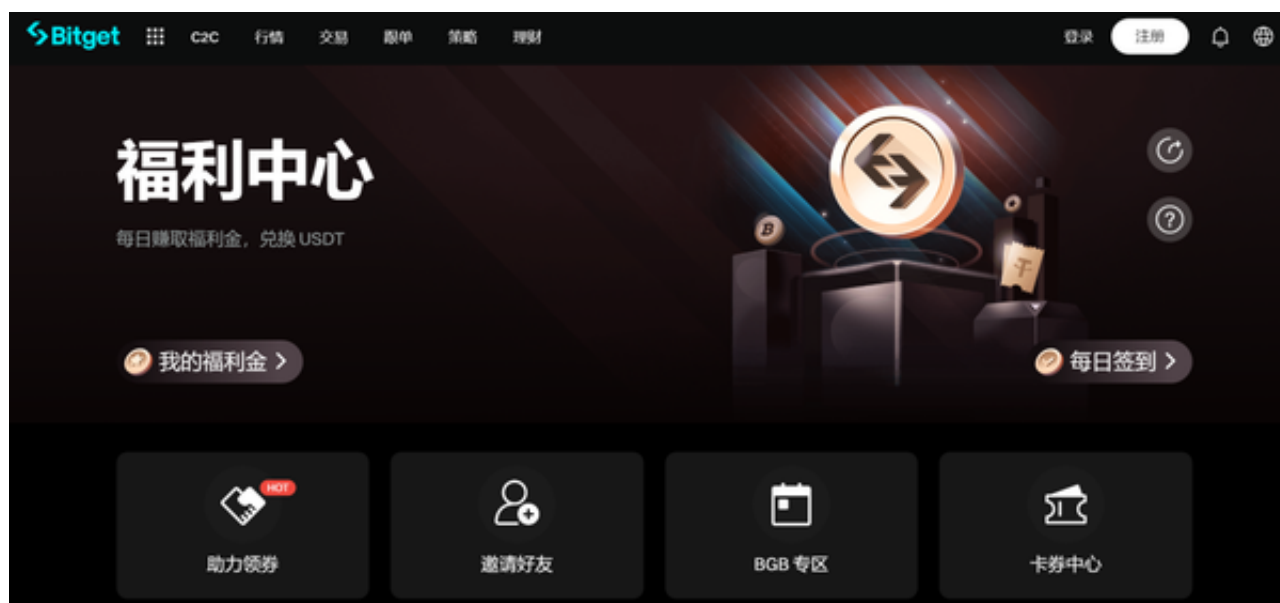 Bitget C2C 行情 交易 跟单 策略 理财 登录 注册
福利中心
每日赚取福利金，兑换 USDT
我的福利金
每日签到
HOT
助力领券 邀请好友 BGB 专区 卡券中心